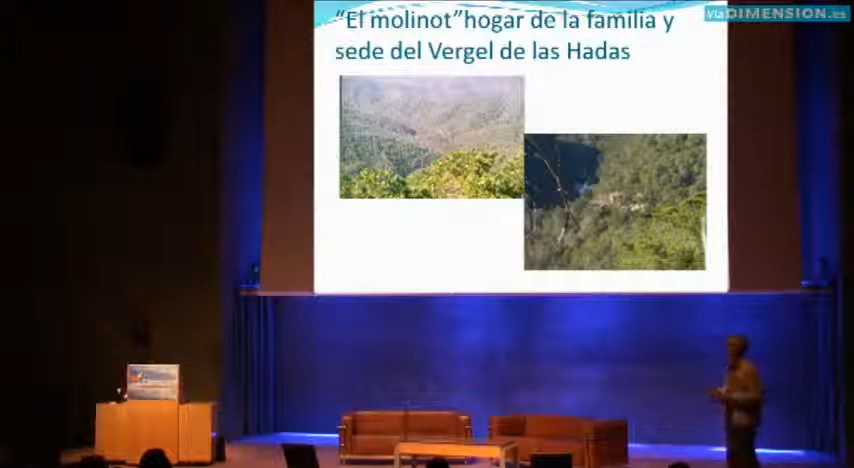 "El molinot"hogar de la familia y
VíaDIMENSION.es
sede del Vergel de las Hadas